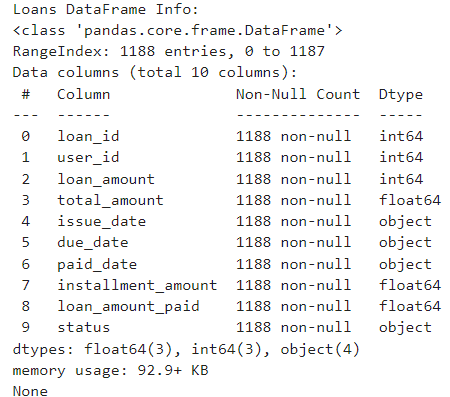 Loans DataFrame Info:
<class 'pandas.core.frame.DataFrame'>
RangeIndex: 1188 entries, 0 to 1187
Data columns (total 10 columns):
 #   Column              Non-Null Count  Dtype
---  ------              --------------  -----
 0   loan_id             1188 non-null   int64
 1   user_id             1188 non-null   int64
 2   loan_amount         1188 non-null   int64
 3   total_amount        1188 non-null   float64
 4   issue_date          1188 non-null   object
 5   due_date            1188 non-null   object
 6   paid_date           1188 non-null   object
 7   installment_amount  1188 non-null   float64
 8   loan_amount_paid    1188 non-null   float64
 9   status              1188 non-null   object
dtypes: float64(3), int64(3), object(4)
memory usage: 92.9+ KB
None